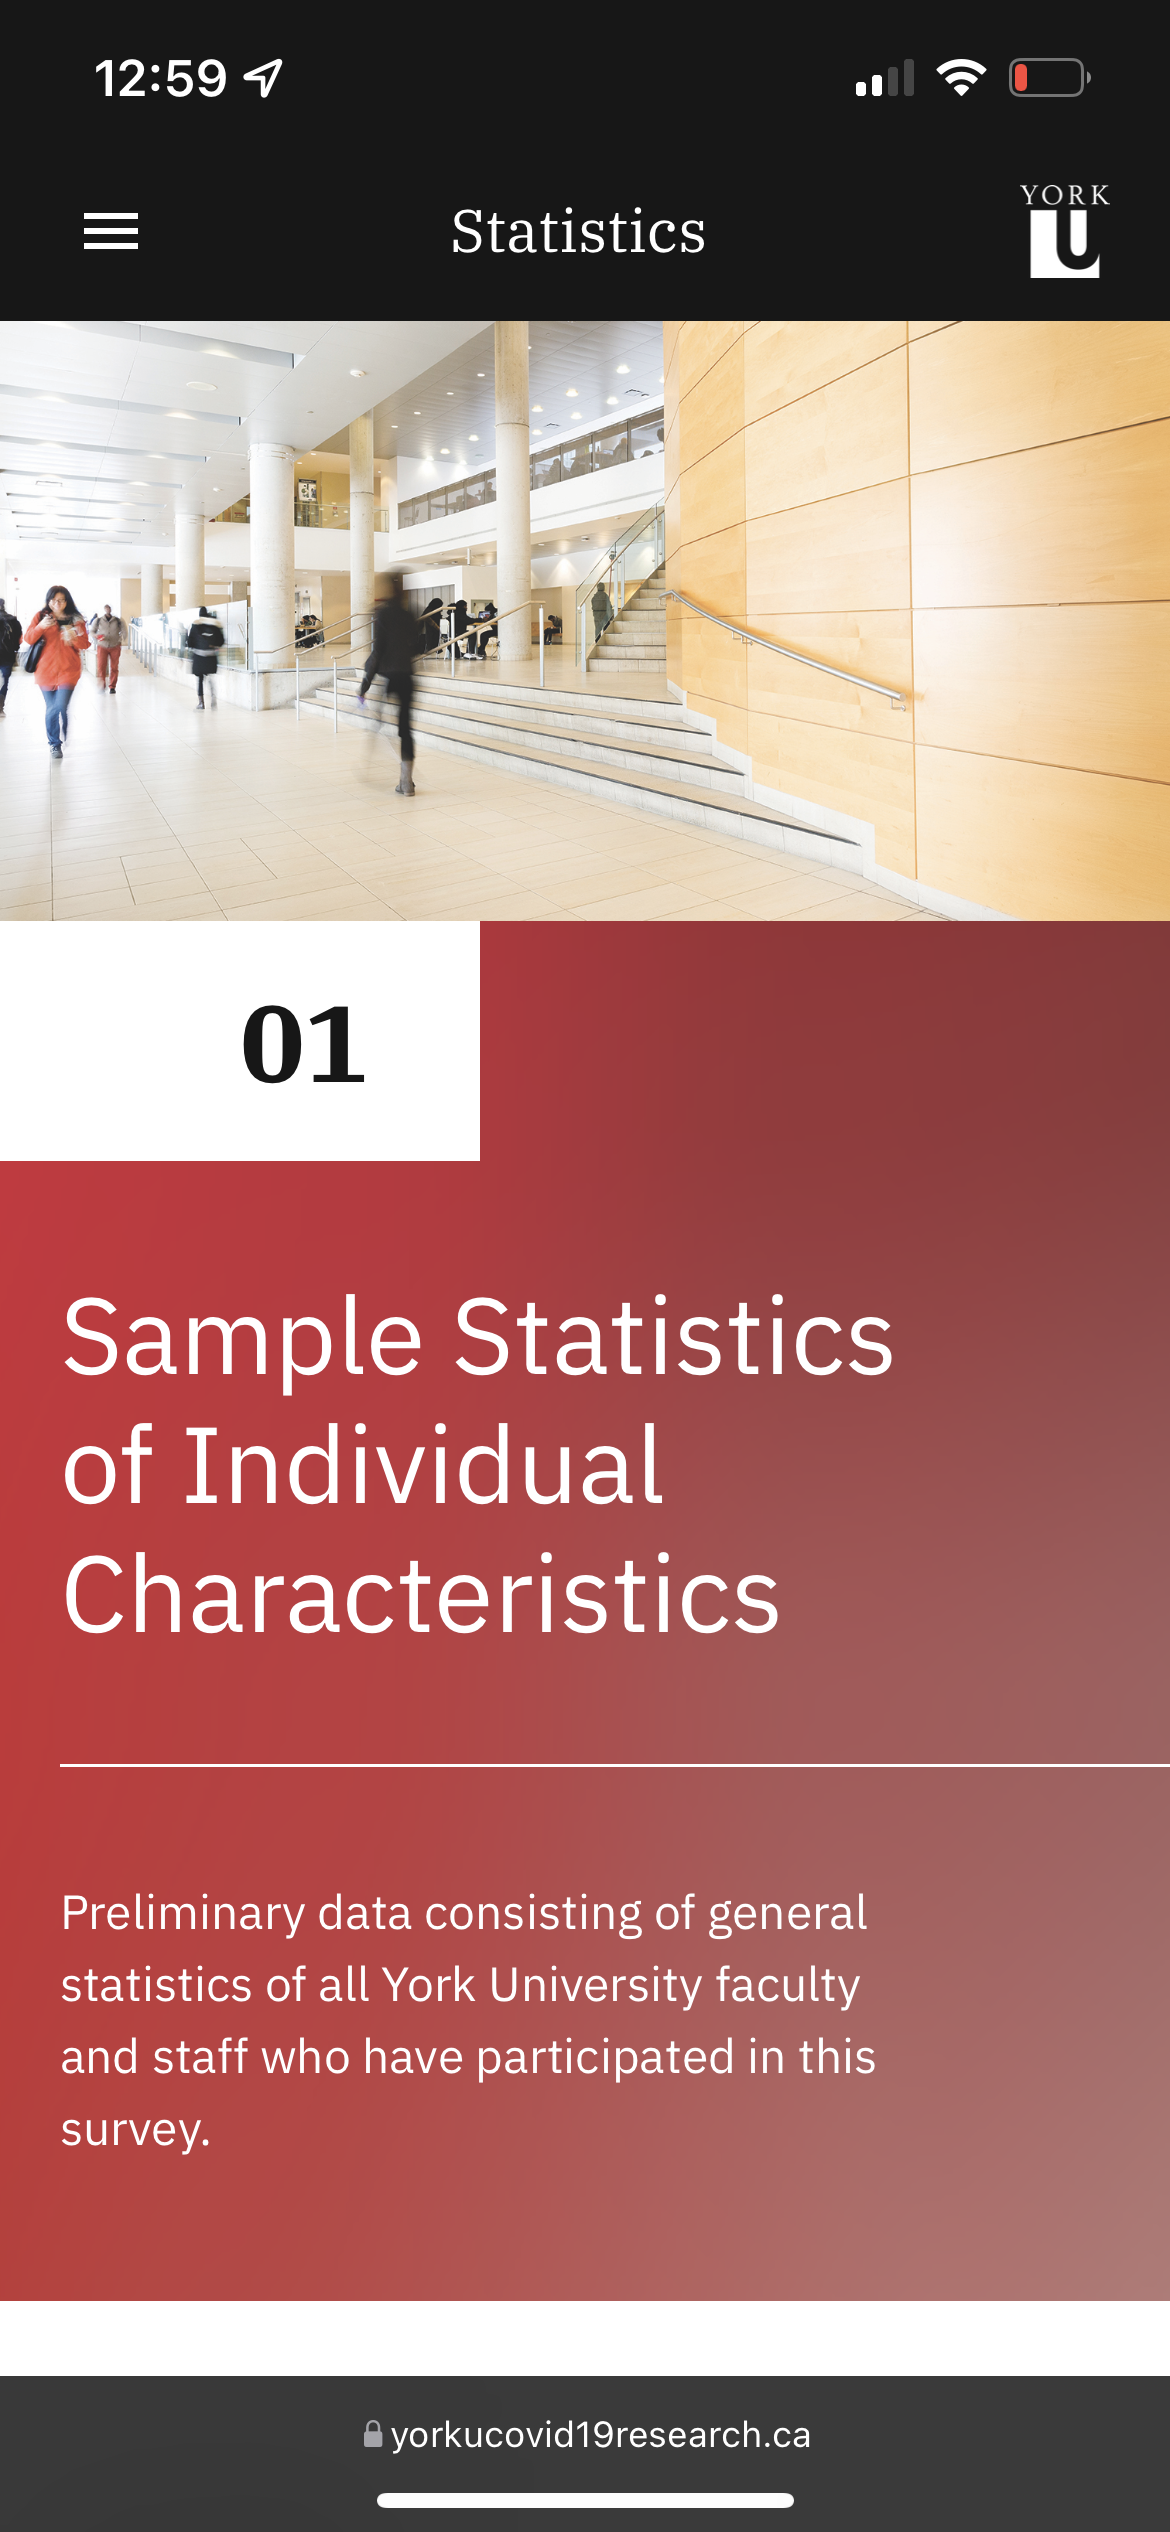 12:59
Statistics
YORK
U
01
Sample Statistics
of Individual
Characteristics
Preliminary data consisting of general
statistics of all York University faculty
and staff who have participated in this
survey.
yorkucovid19research.ca